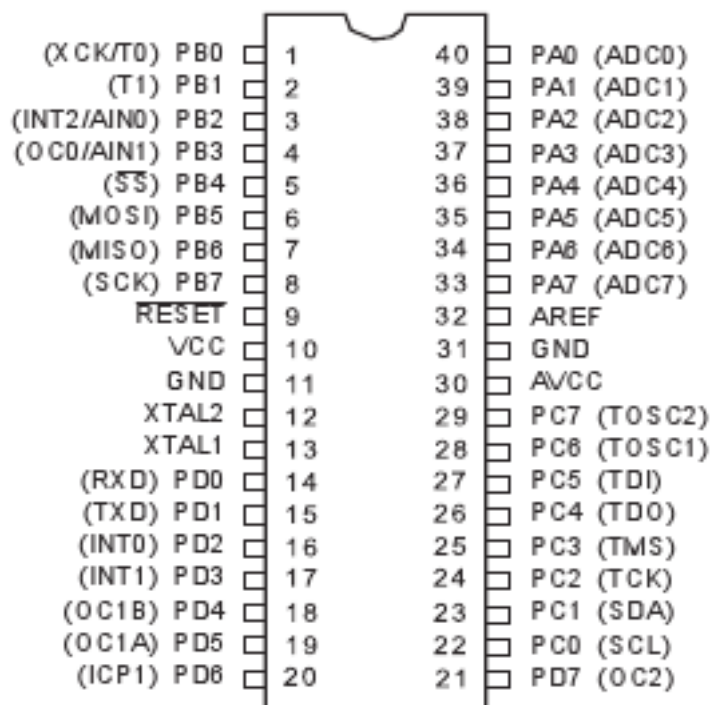 (XCK/T0) PB0 1 40 PA0 (ADC0)
(T1) PB1 2 39 PA1 (ADC1)
(INT2/AIN0) PB2 3 38 PA2 (ADC2)
(OC0/AIN1) PB3 4 37 PA3 (ADC3)
(S̅S̅) PB4 5 36 PA4 (ADC4)
(MOSI) PB5 6 35 PA5 (ADC5)
(MISO) PB6 7 34 PA6 (ADC6)
(SCK) PB7 8 33 PA7 (ADC7)
R̅E̅S̅E̅T̅ 9 32 AREF
VCC 10 31 GND
GND 11 30 AVCC
XTAL2 12 29 PC7 (TOSC2)
XTAL1 13 28 PC6 (TOSC1)
(RXD) PD0 14 27 PC5 (TDI)
(TXD) PD1 15 26 PC4 (TDO)
(INT0) PD2 16 25 PC3 (TMS)
(INT1) PD3 17 24 PC2 (TCK)
(OC1B) PD4 18 23 PC1 (SDA)
(OC1A) PD5 19 22 PC0 (SCL)
(ICP1) PD6 20 21 PD7 (OC2)